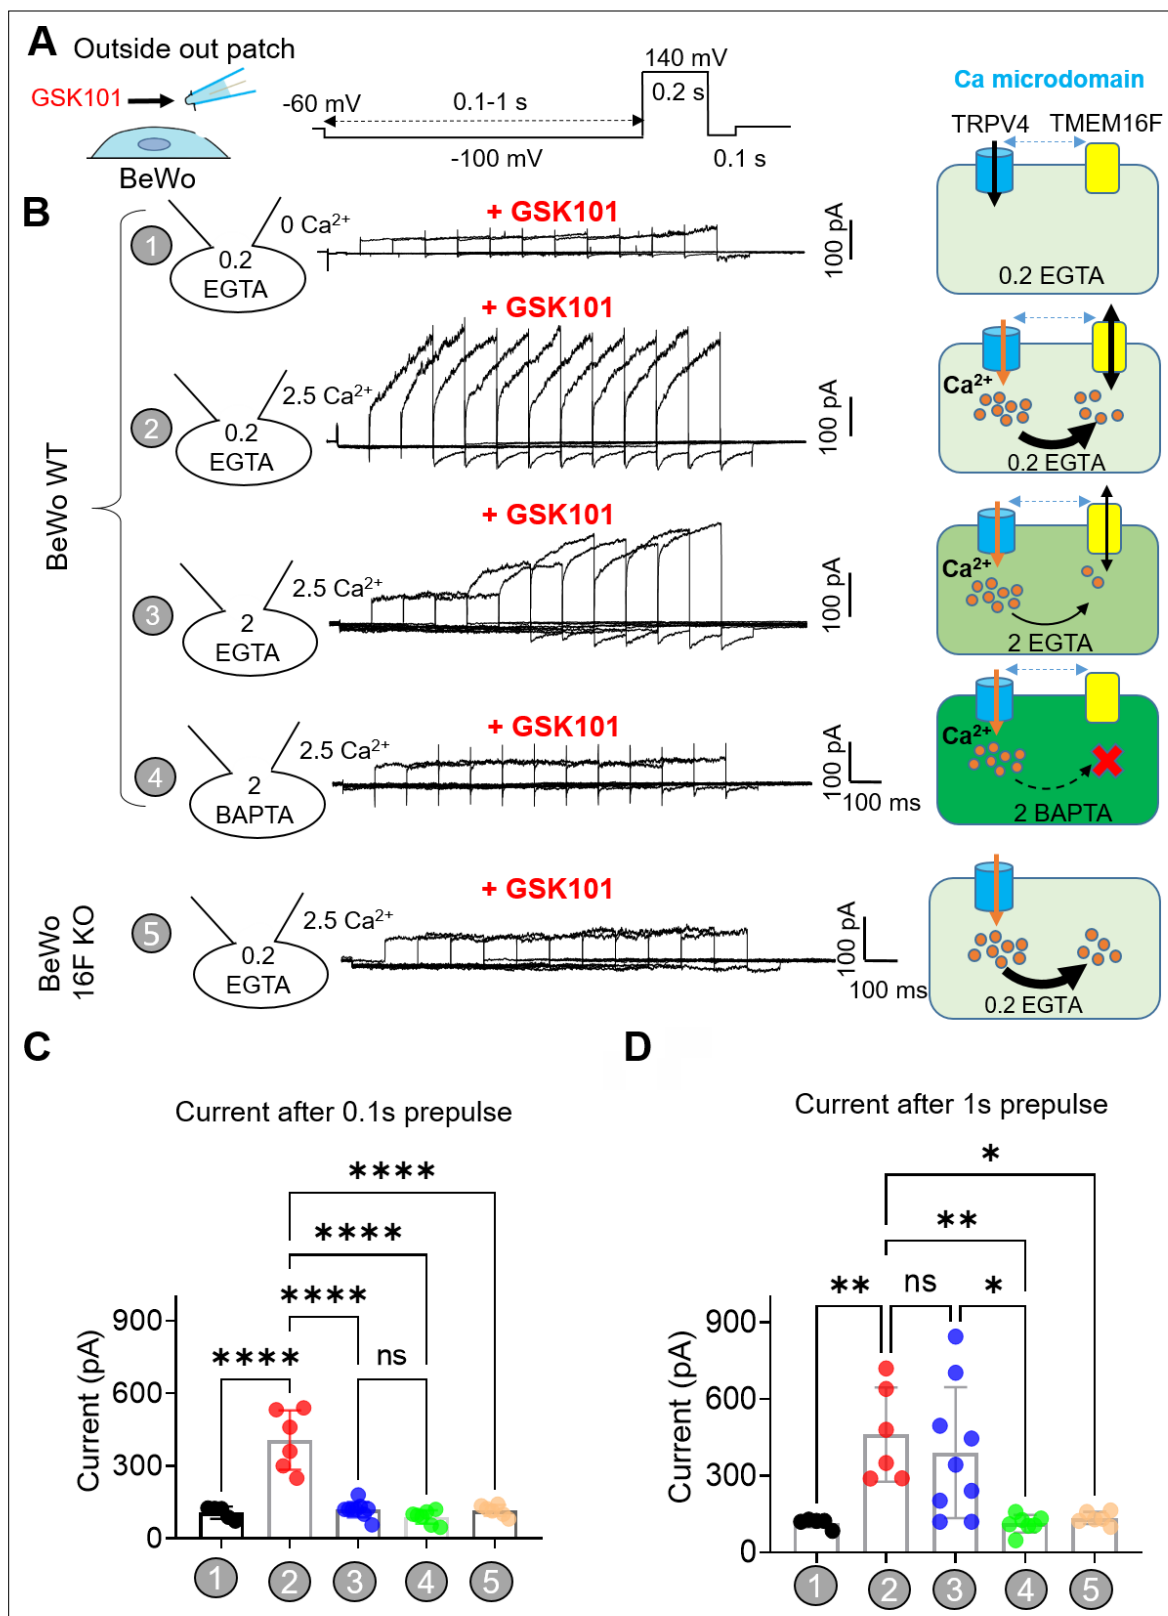 A
Outside out patch
GSK101
BeWo
-60 mV
0.1-1 s
140 mV
0.2 s
-100 mV
0.1 s
Ca microdomain
TRPV4
TMEM16F
B
BeWo WT
1
0 Ca²⁺
0.2
EGTA
+ GSK101
100 pA
0.2 EGTA
2
2.5 Ca²⁺
0.2
EGTA
+ GSK101
100 pA
Ca²⁺
0.2 EGTA
3
2.5 Ca²⁺
2
EGTA
+ GSK101
100 pA
Ca²⁺
2 EGTA
4
2.5 Ca²⁺
2
BAPTA
+ GSK101
100 pA
100 ms
Ca²⁺
2 BAPTA
BeWo
16F KO
5
2.5 Ca²⁺
0.2
EGTA
+ GSK101
100 pA
100 ms
0.2 EGTA
C
Current after 0.1s prepulse
****
****
****
**** ns
Current (pA)
900
600
300
0
1 2 3 4 5
D
Current after 1s prepulse
*
**
** ns *
Current (pA)
900
600
300
0
1 2 3 4 5